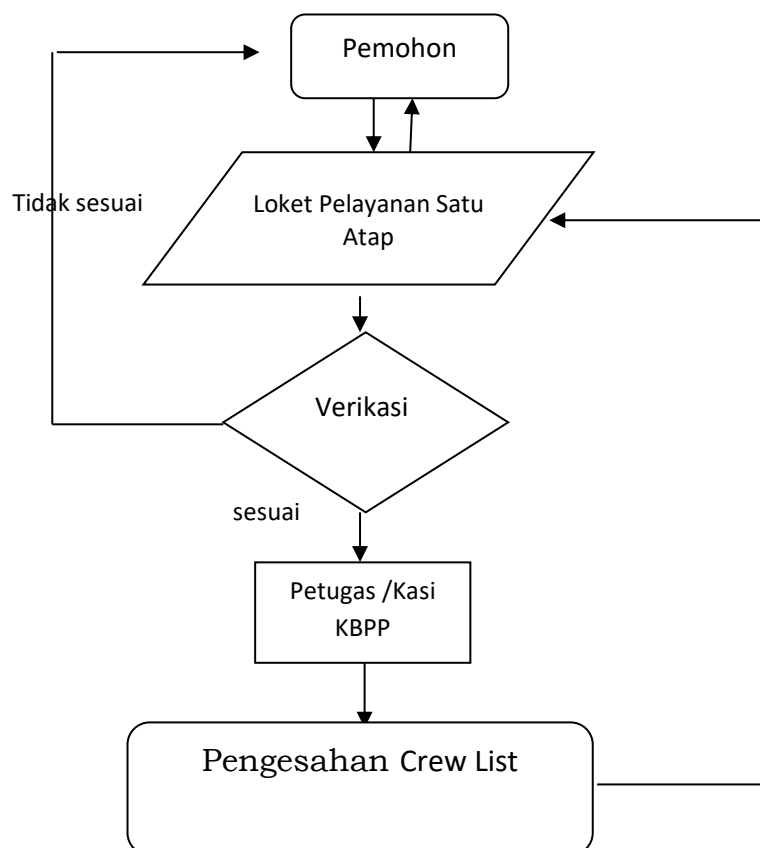 Pemohon
Tidak sesuai
Loket Pelayanan Satu
Atap
Verikasi
sesuai
Petugas /Kasi
KBPP
Pengesahan Crew List